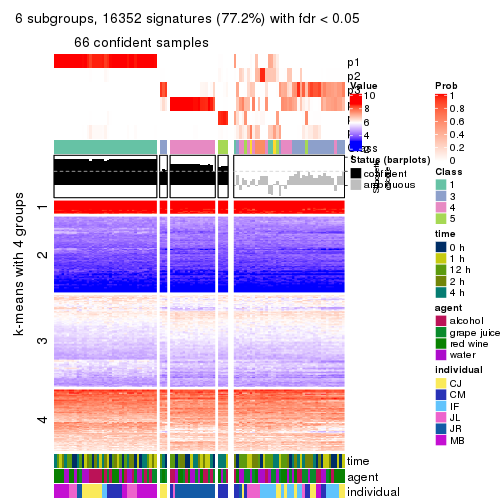 6 subgroups, 16352 signatures (77.2%) with fdr < 0.05
66 confident samples
p1
p2
Value
10
8
6
4
Prob
1
0.8
0.6
0.4
0.2
0
Status (barplots)
confident
ambiguous
Class
1
3
4
5
k-means with 4 groups
1
2
3
4
time
0 h
1 h
12 h
2 h
4 h
agent
alcohol
grape juice
red wine
water
individual
CJ
CM
IF
JL
JR
MB
time
agent
individual